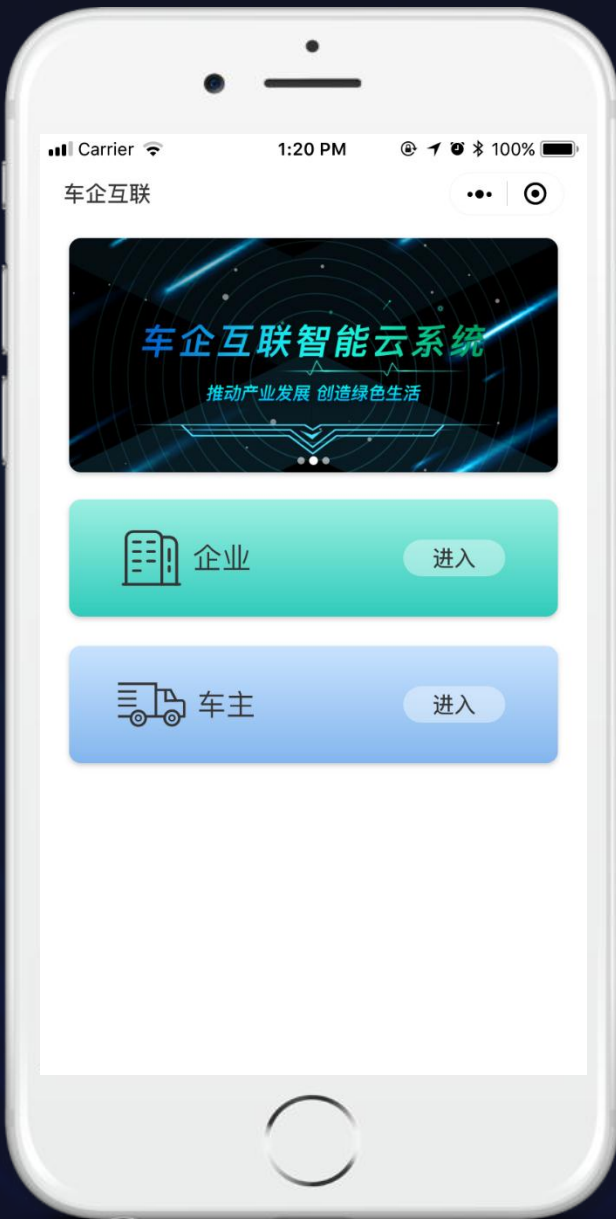 Carrier 1:20 PM 100%
车企互联
车企互联智能云系统
推动产业发展 创造绿色生活
企业 进入
车主 进入